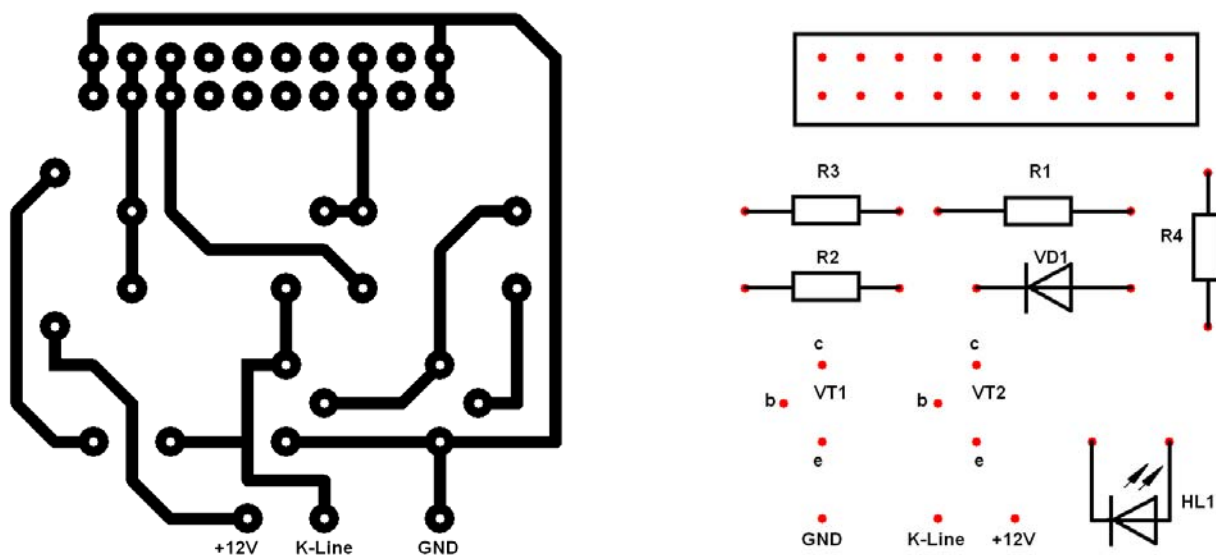 R3 R1
R4
R2 VD1
c c
b VT1 b VT2
e e
HL1
+12V K-Line GND
GND K-Line +12V